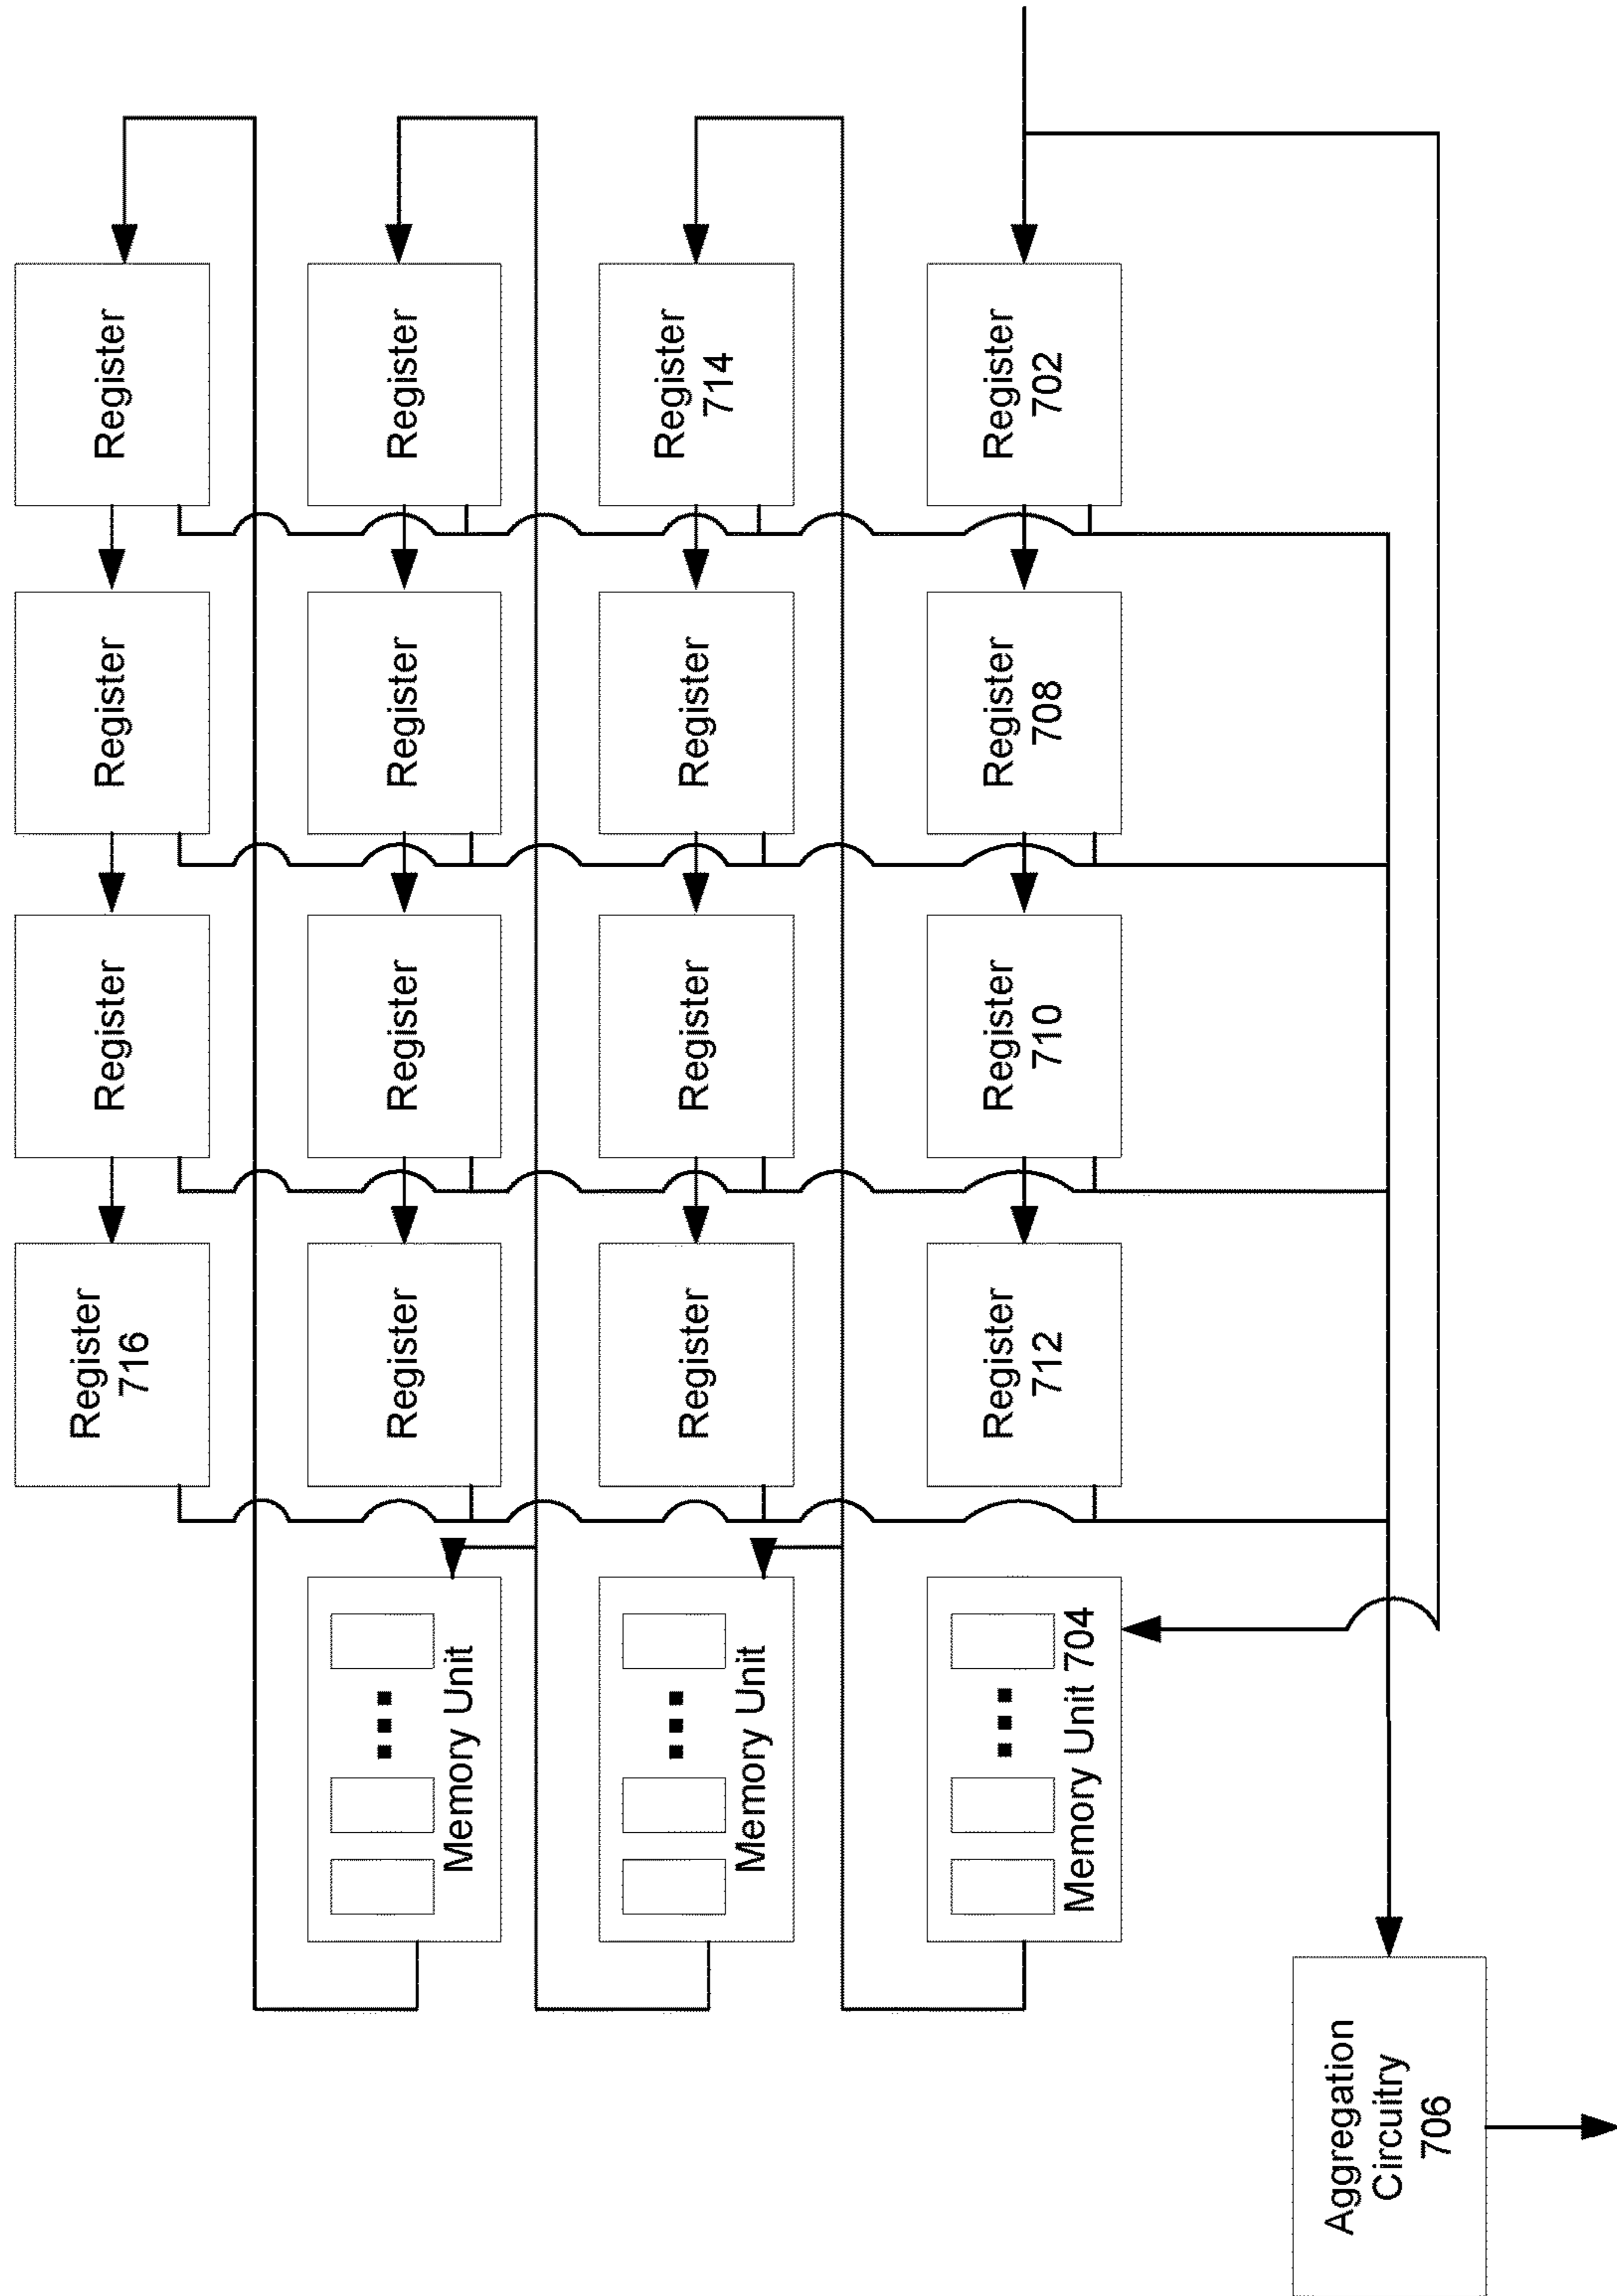 Register
716
Register
Register
Register
Memory Unit
Register
Register
Register
Register
Memory Unit
Register
Register
Register
Register
714
Memory Unit 704
Register
712
Register
710
Register
708
Register
702
Aggregation
Circuitry
706